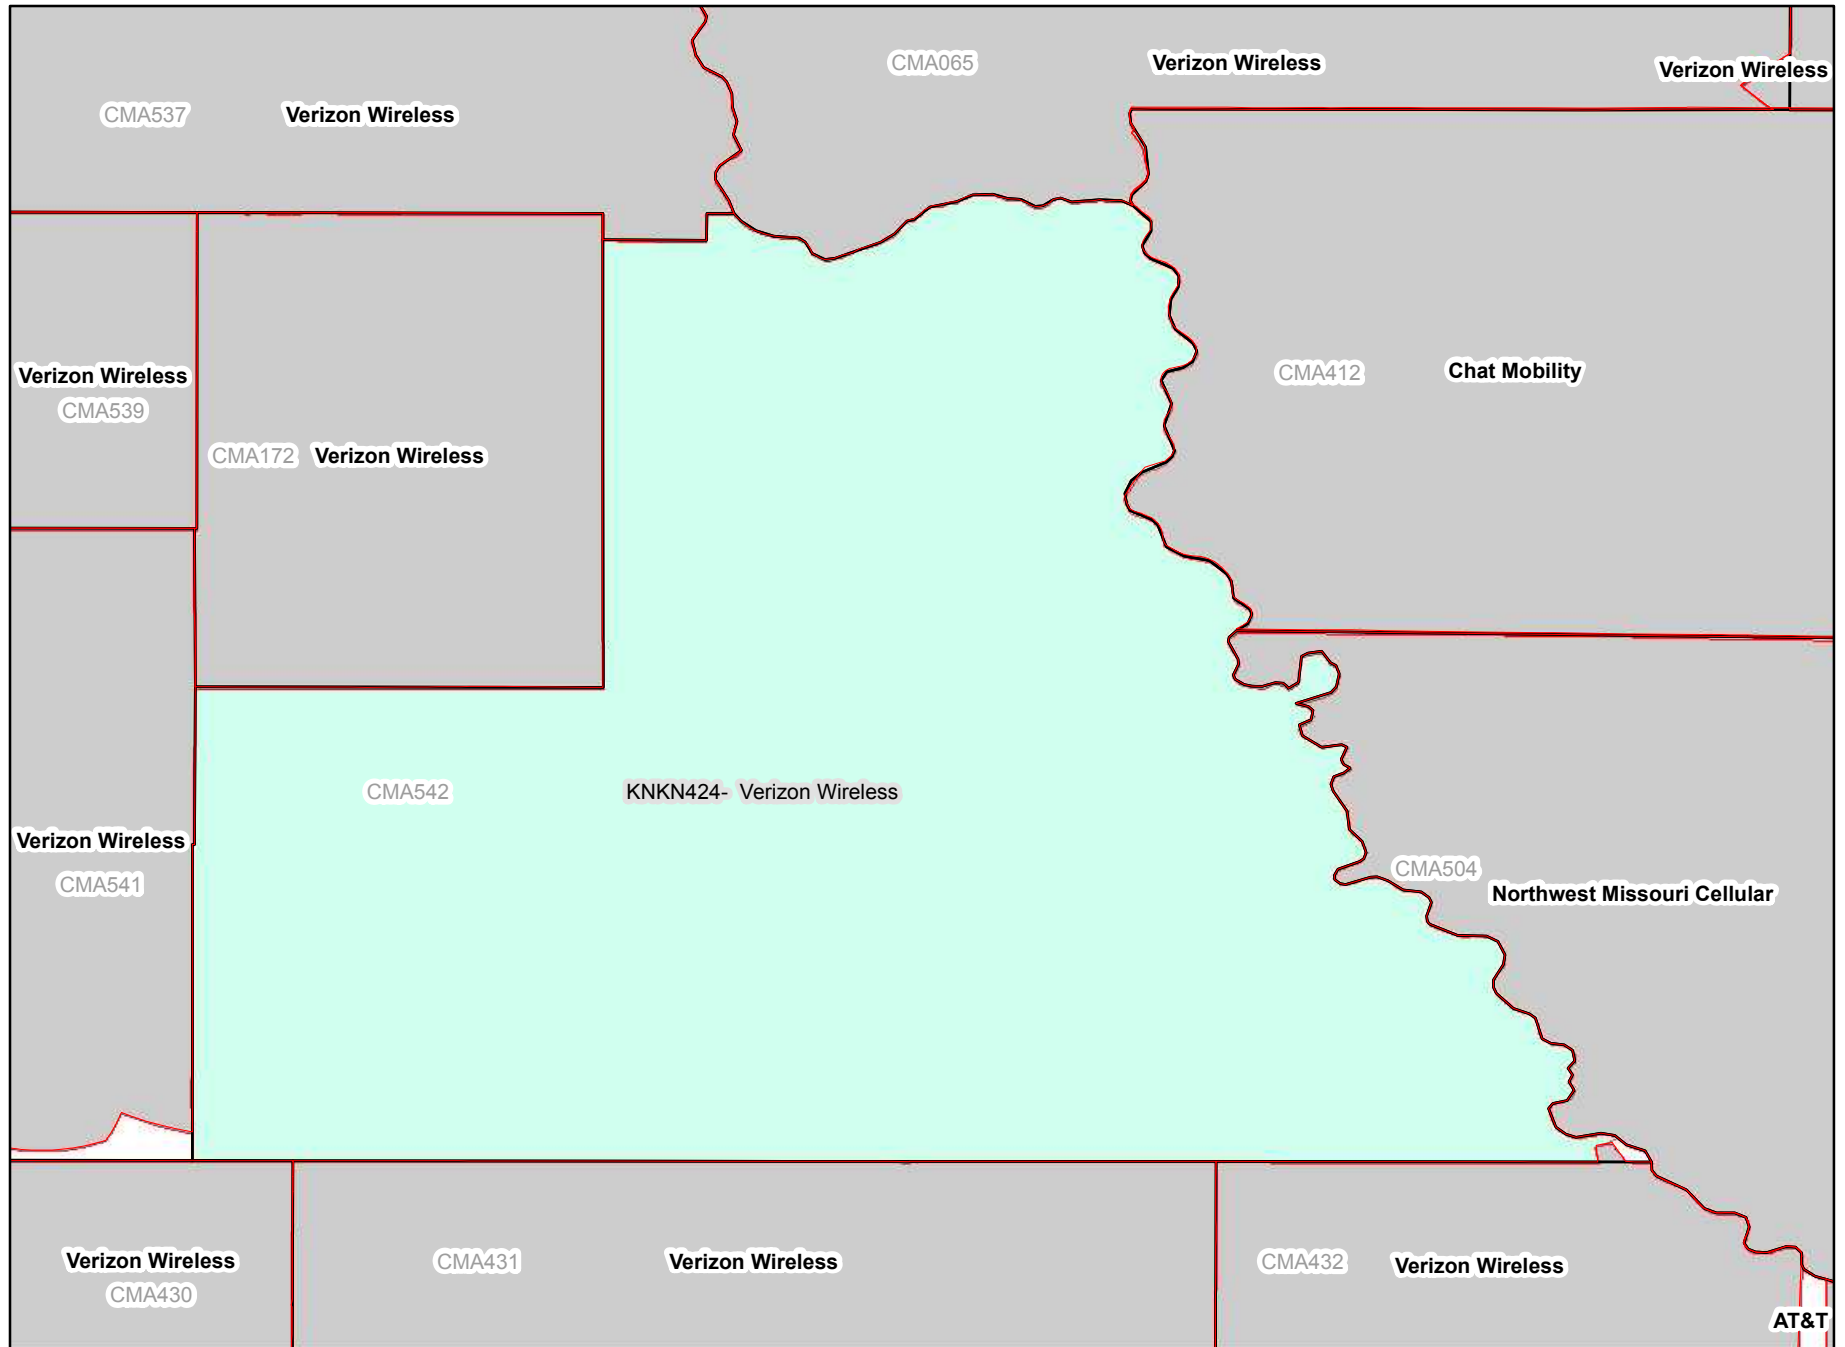 CMA065 Verizon Wireless
Verizon Wireless
CMA537 Verizon Wireless
Verizon Wireless
CMA539
CMA412 Chat Mobility
CMA172 Verizon Wireless
CMA542 KNKN424- Verizon Wireless
Verizon Wireless
CMA541
CMA504
Northwest Missouri Cellular
Verizon Wireless
CMA430
CMA431 Verizon Wireless
CMA432 Verizon Wireless
AT&T